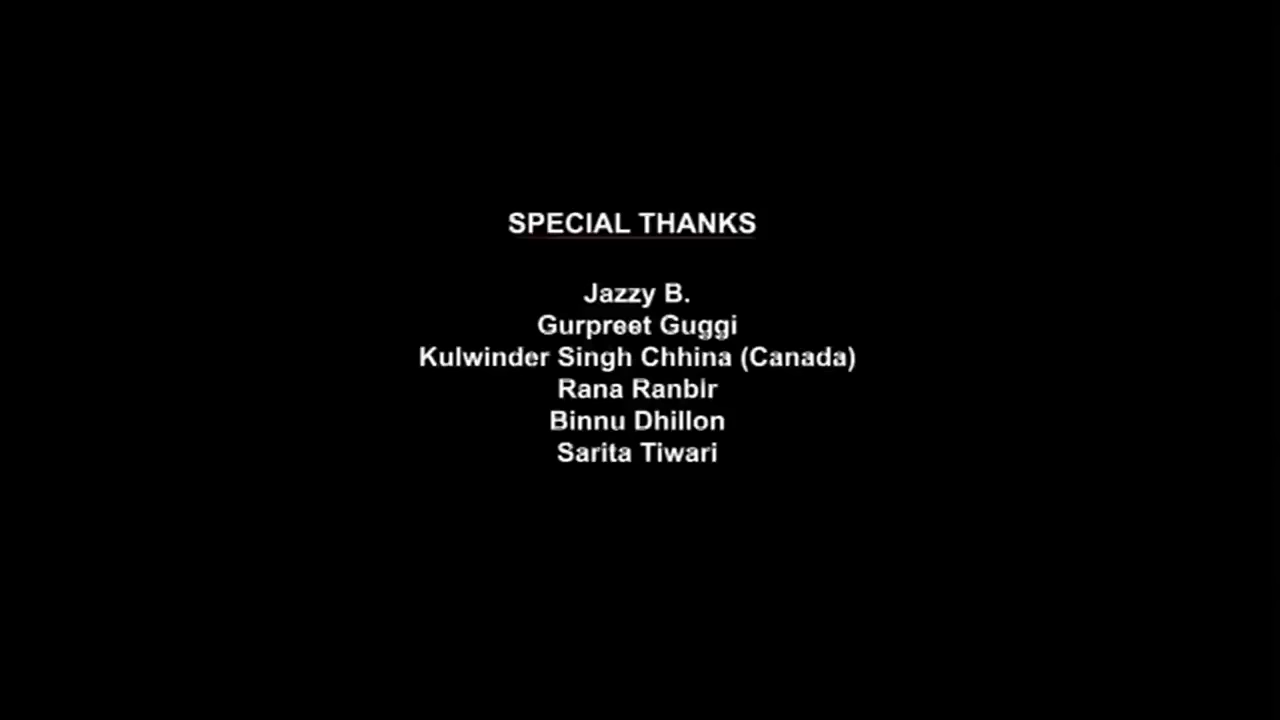 SPECIAL THANKS
Jazzy B.
Gurpreet Guggi
Kulwinder Singh Chhina (Canada)
Rana Ranbir
Binnu Dhillon
Sarita Tiwari